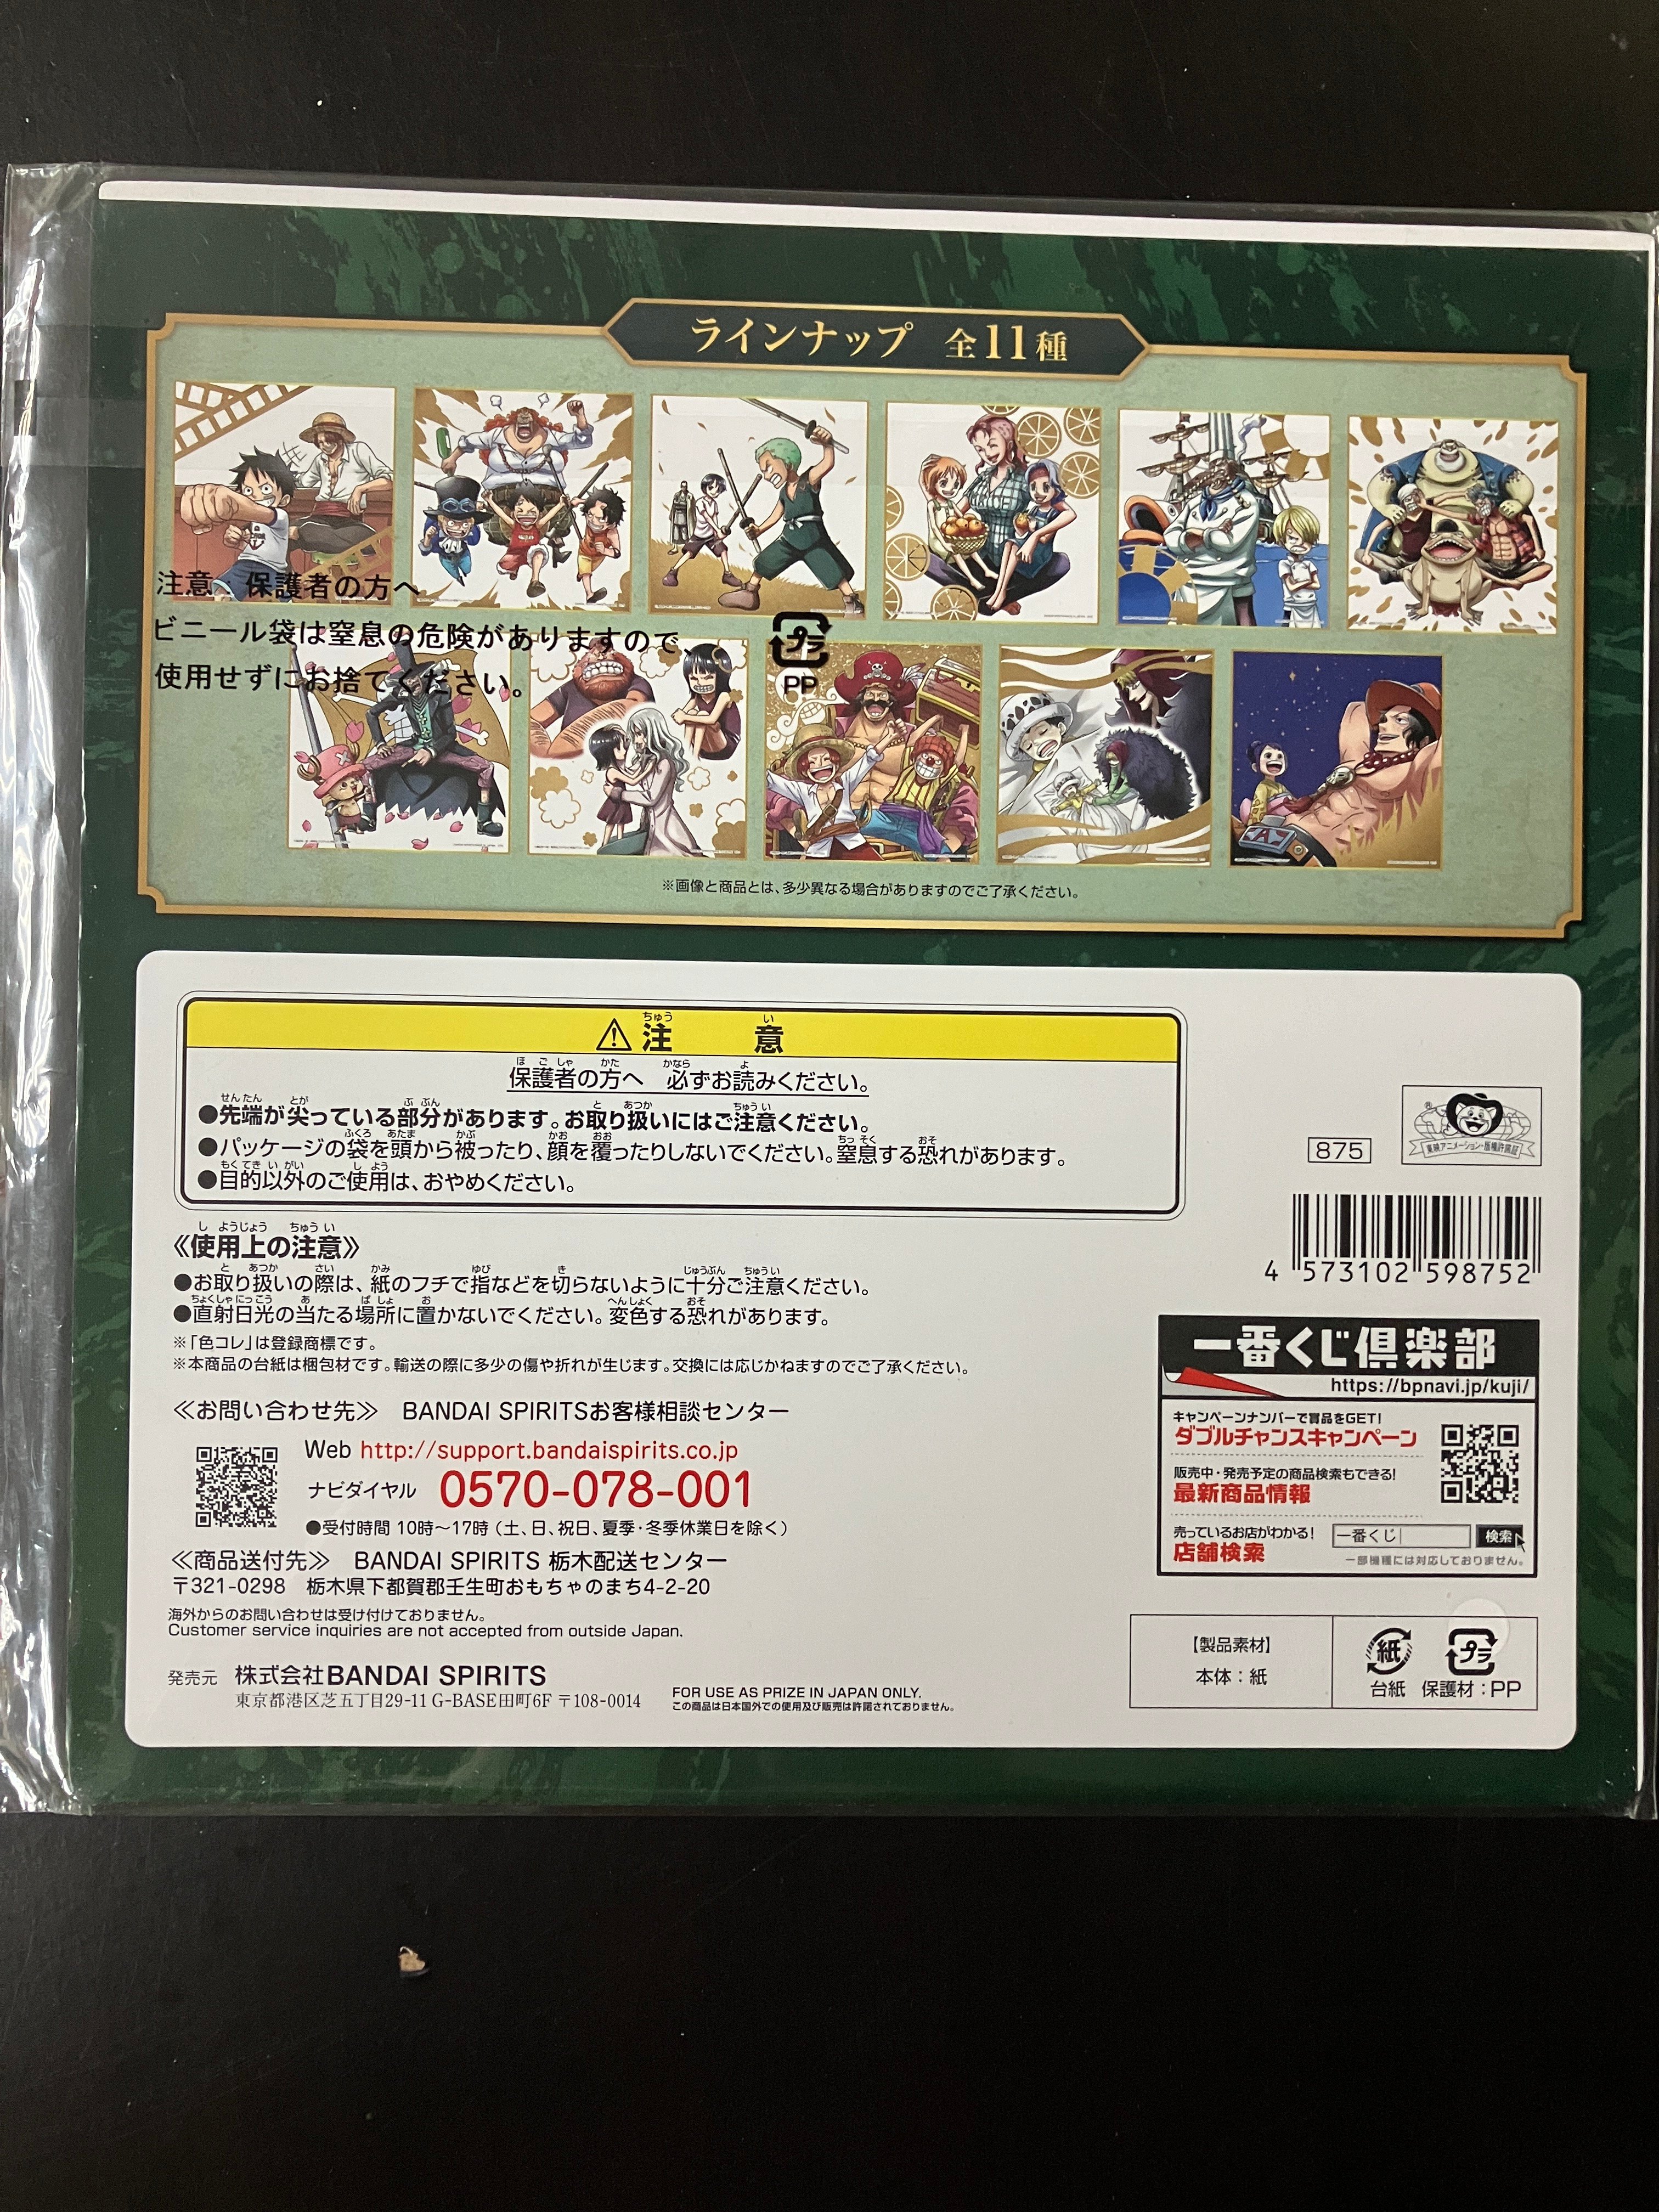 ラインナップ 全11種
注意:保護者の方へ
ビニール袋は窒息の危険がありますので、
使用せずにお捨てください。
プラ
PP
※画像と商品とは、多少異なる場合がありますのでご了承ください。
⚠注意
保護者の方へ 必ずお読みください。
●先端が尖っている部分があります。お取り扱いにはご注意ください。
●パッケージの袋を頭から被ったり、顔を覆ったりしないでください。窒息する恐れがあります。
●目的以外のご使用は、おやめください。
875
東映アニメーション・版権許諾証
4 573102 598752
《使用上の注意》
●お取り扱いの際は、紙のフチで指などを切らないように十分ご注意ください。
●直射日光の当たる場所に置かないでください。変色する恐れがあります。
※「色コレ」は登録商標です。
※本商品の台紙は梱包材です。輸送の際に多少の傷や折れが生じます。交換には応じかねますのでご了承ください。
≪お問い合わせ先≫ BANDAI SPIRITSお客様相談センター
Web http://support.bandaispirits.co.jp
ナビダイヤル 0570-078-001
●受付時間 10時〜17時(土、日、祝日、夏季・冬季休業日を除く)
≪商品送付先≫ BANDAI SPIRITS 栃木配送センター
〒321-0298 栃木県下都賀郡壬生町おもちゃのまち4-2-20
海外からのお問い合わせは受け付けておりません。
Customer service inquiries are not accepted from outside Japan.
発売元 株式会社BANDAI SPIRITS
東京都港区芝五丁目29-11 G-BASE田町6F 〒108-0014
FOR USE AS PRIZE IN JAPAN ONLY.
この商品は日本国外での使用及び販売は許諾されておりません。
一番くじ倶楽部
https://bpnavi.jp/kuji/
キャンペーンナンバーで賞品をGET!
ダブルチャンスキャンペーン
販売中・発売予定の商品検索もできる!
最新商品情報
売っているお店がわかる!
店舗検索
一番くじ 検索
一部機種には対応しておりません。
【製品素材】
本体:紙
紙 プラ
台紙 保護材:PP